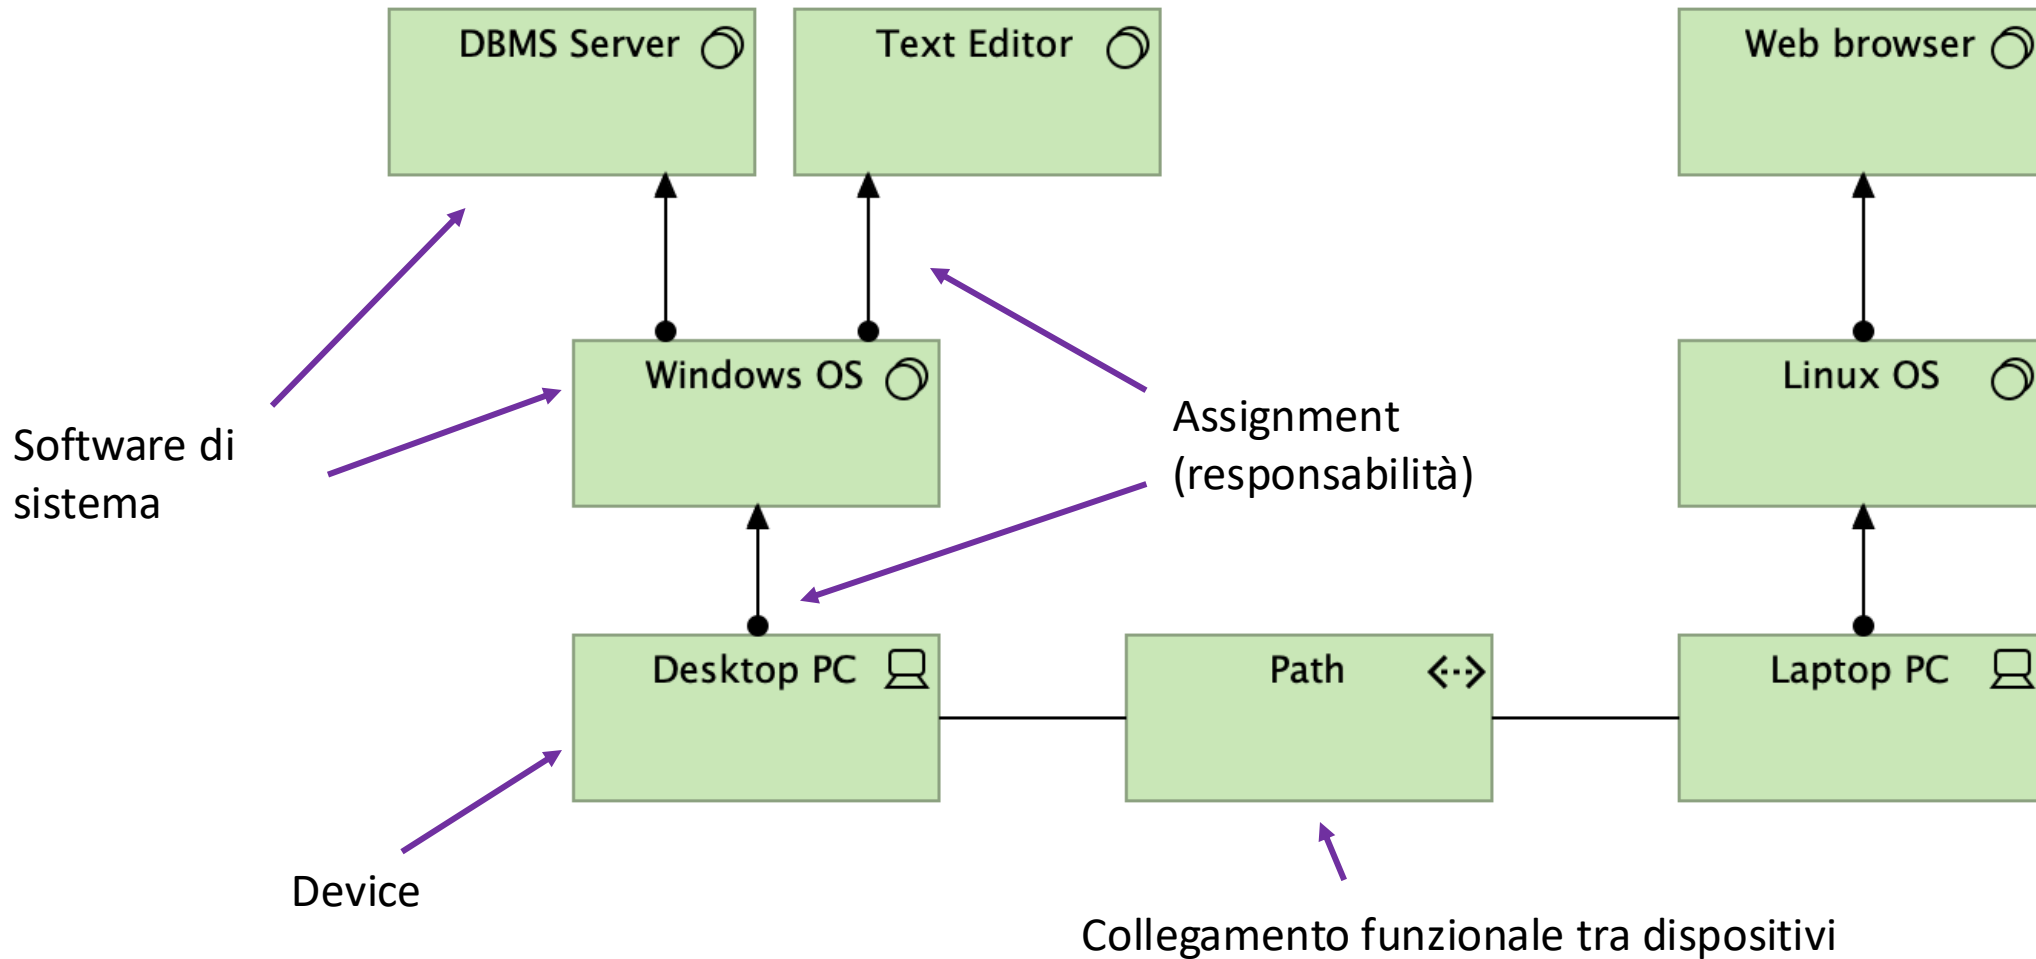 DBMS Server
Text Editor
Web browser
Windows OS
Linux OS
Software di
sistema
Assignment
(responsabilità)
Desktop PC
Path
Laptop PC
Device
Collegamento funzionale tra dispositivi